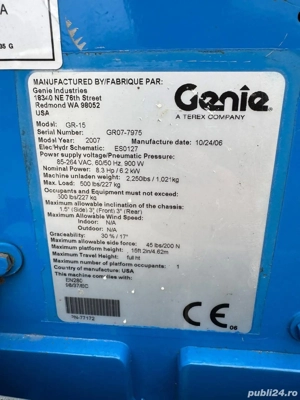 A
35 G
MANUFACTURED BY/FABRIQUE PAR:
Genie Industries
18340 NE 76th Street
Redmond WA 98052
USA
Genie
A TEREX COMPANY
Model: GR-15
Serial Number: GR07-7975
Model Year: 2007 Manufacture date: 10/24/06
Elec/Hydr Schematic: ES0127
Power supply voltage/Pneumatic Pressure:
85-264 VAC, 60/50 Hz, 900 W
Nominal Power: 8.3 Hp / 6.2 kW
Machine unladen weight: 2,250lbs / 1,021kg
Max. load: 500 lbs/227 kg
Occupants and Equipment must not exceed:
500 lbs/227 kg
Maximum allowable inclination of the chassis:
1.5° (Side) 3° (Front) 3° (Rear)
Maximum Allowable Wind Speed:
Indoor: N/A
Outdoor: N/A
Gradeability: 30 % / 17°
Maximum allowable side force: 45 lbs/200 N
Maximum platform height: 15ft 2in/4.62m
Maximum Travel Height: full ht
Maximum number of platform occupants: 1
Country of manufacture: USA
This machine complies with:
EN280
98/37/EC
PN-77172
CE
06
publi24.ro